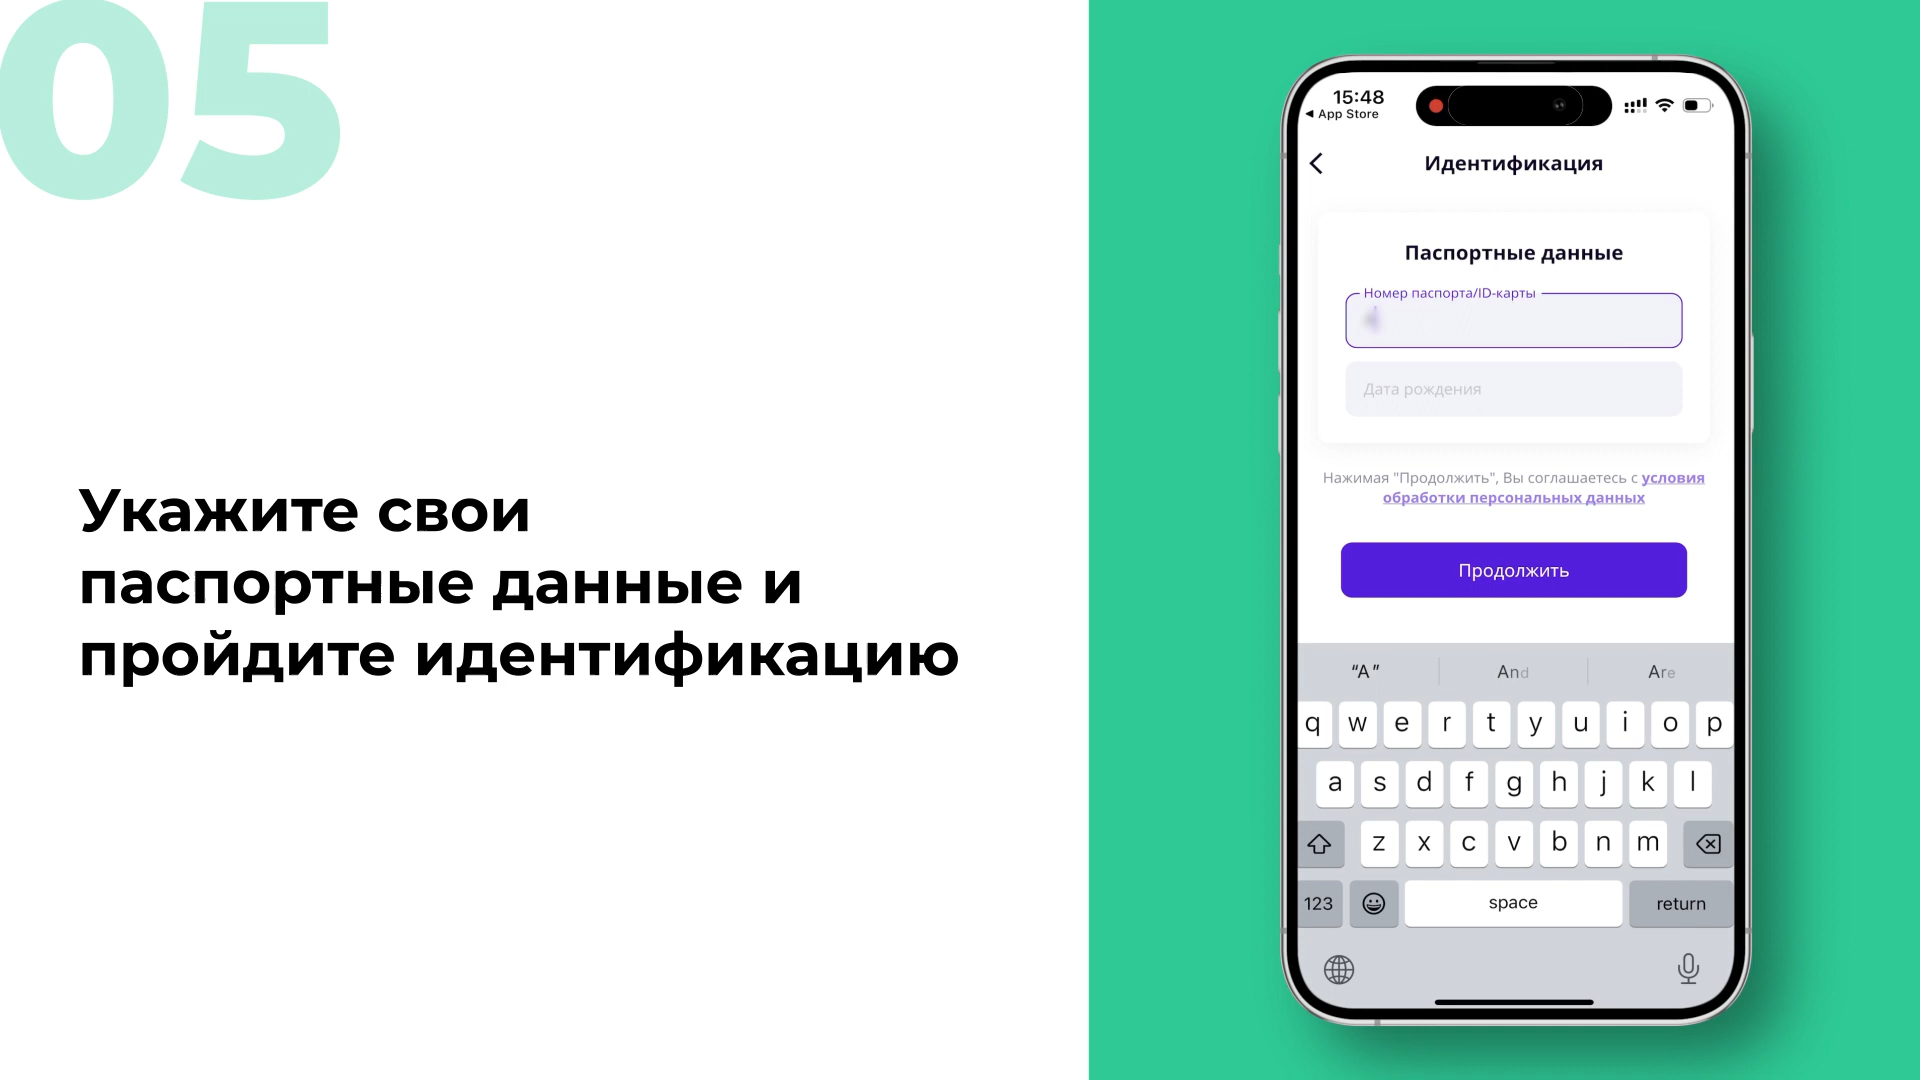 05
Укажите свои
паспортные данные и
пройдите идентификацию
15:48
App Store
Идентификация
Паспортные данные
Номер паспорта/ID-карты
Дата рождения
Нажимая "Продолжить", Вы соглашаетесь с условия
обработки персональных данных
Продолжить
“A” And Are
q w e r t y u i o p
a s d f g h j k l
z x c v b n m
123 space return